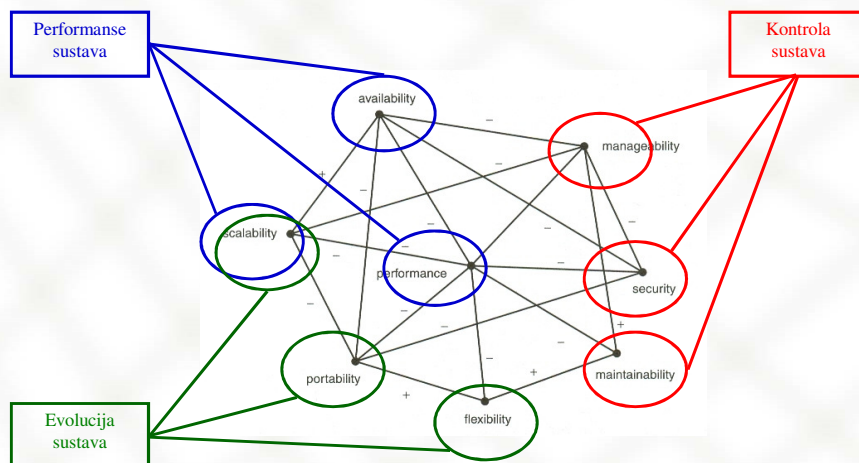 Performanse
sustava
Kontrola
sustava
availability
−
manageability
+
−
−
−
−
−
scalability
−
−
−
performance
security
−
−
−
+
−
−
+
portability
maintainability
+
flexibility
Evolucija
sustava